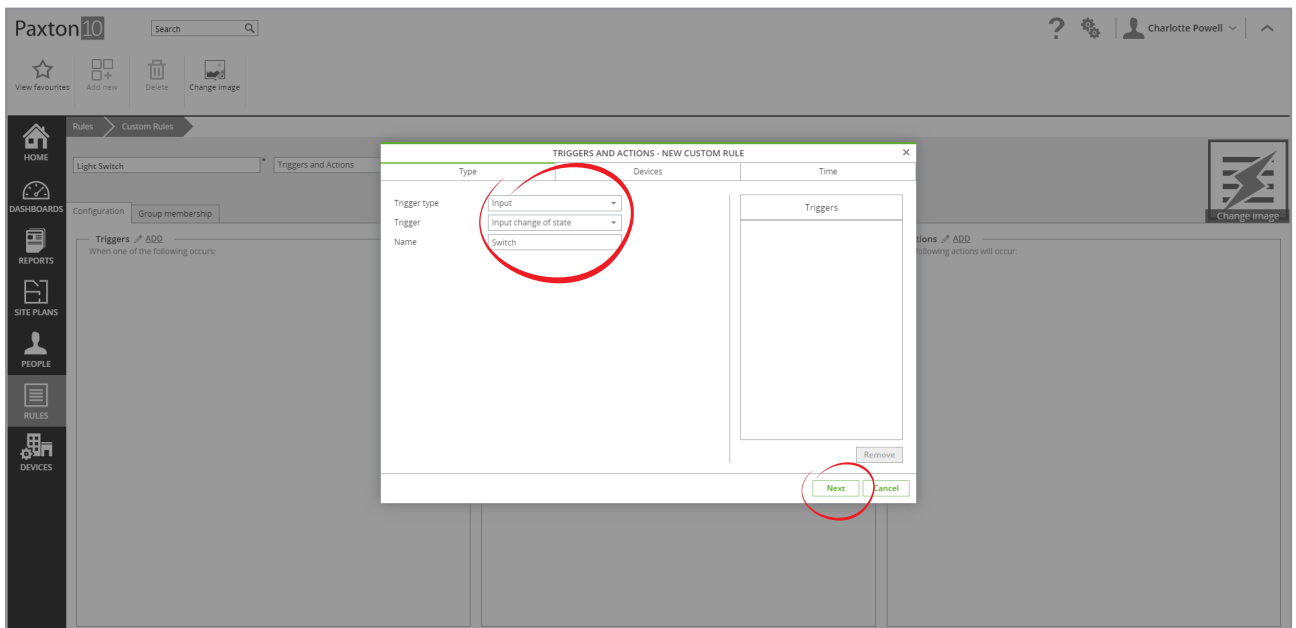 Paxton10
Search
Charlotte Powell
View favourites
Add new
Delete
Change image
Rules
Custom Rules
HOME
DASHBOARDS
REPORTS
SITE PLANS
PEOPLE
RULES
DEVICES
Light Switch
*
Triggers and Actions
Change image
Configuration
Group membership
Triggers ADD
When one of the following occurs:
tions ADD
following actions will occur:
TRIGGERS AND ACTIONS - NEW CUSTOM RULE
Type
Devices
Time
Trigger type
Input
Trigger
Input change of state
Name
Switch
Triggers
Remove
Next
Cancel